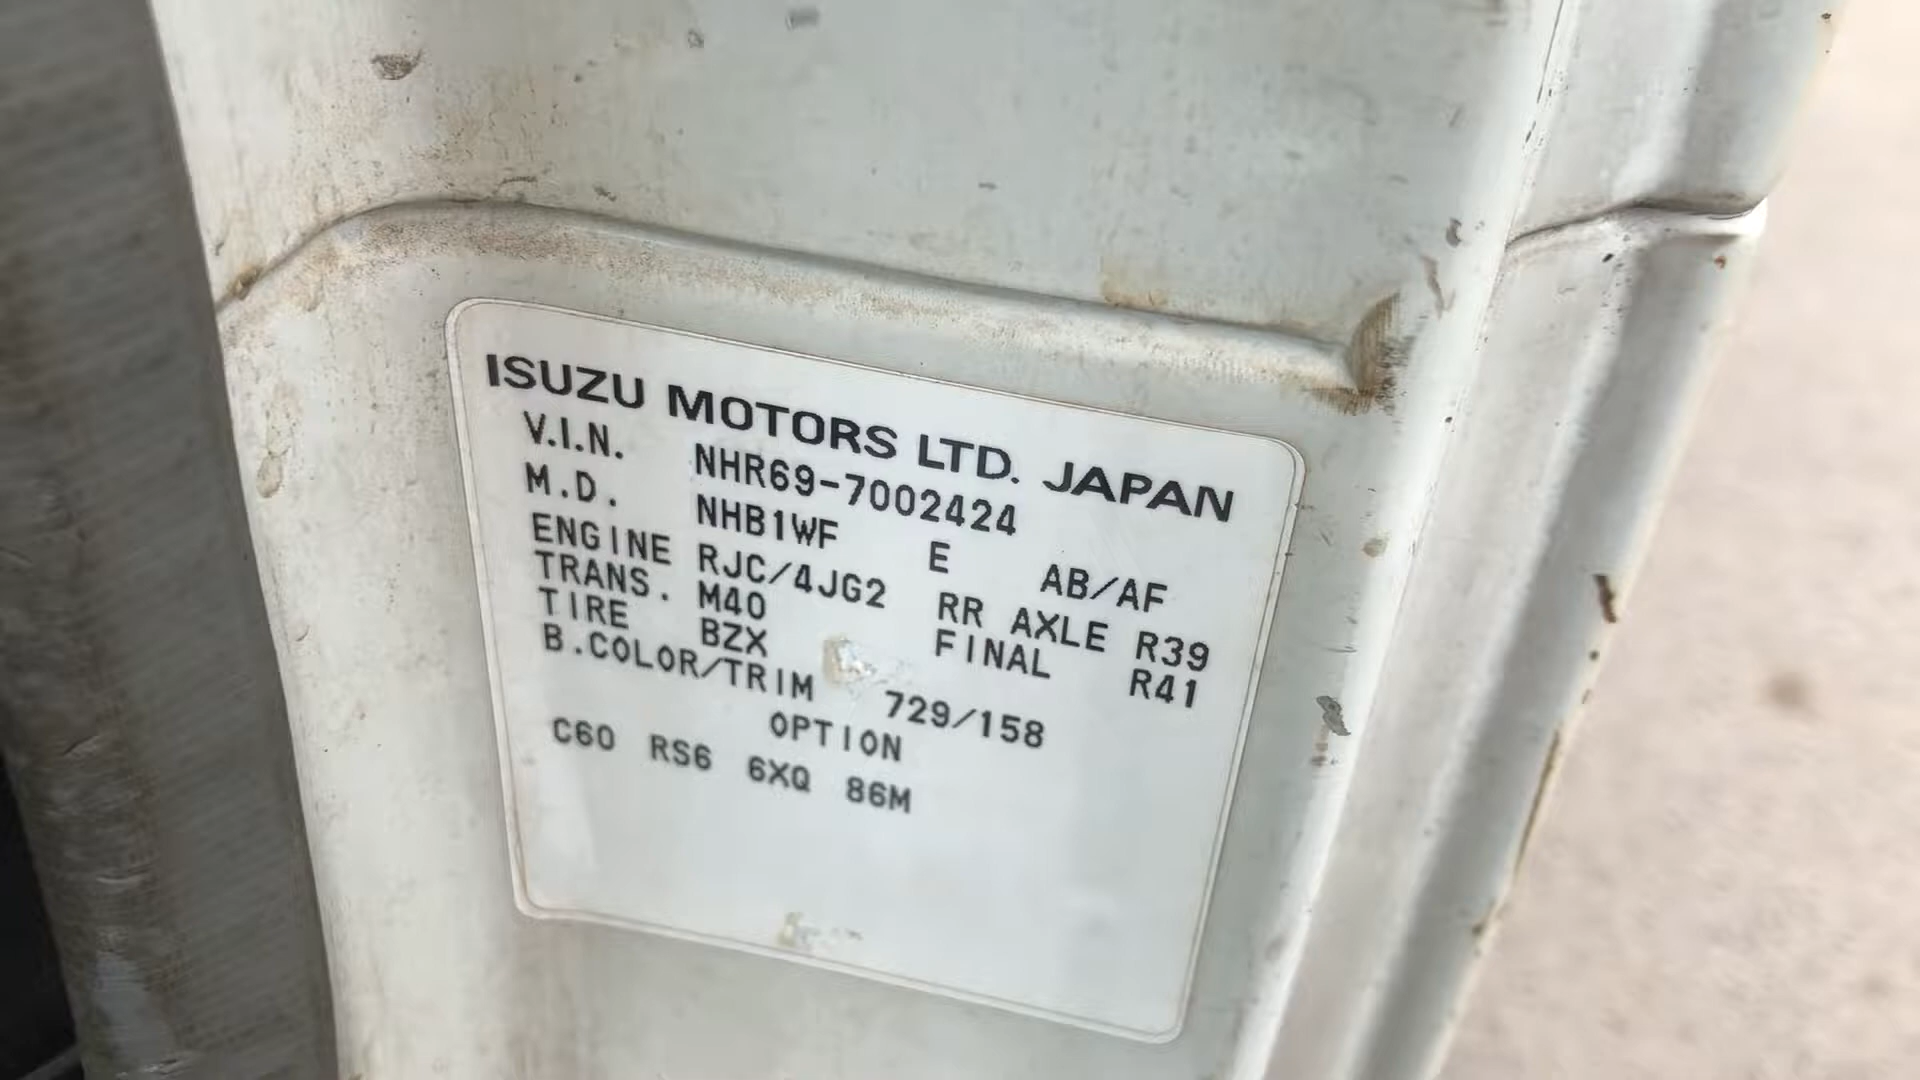 ISUZU MOTORS LTD. JAPAN
V.I.N. NHR69-7002424
M.D. NHB1WF E AB/AF
ENGINE RJC/4JG2 RR AXLE R39
TRANS. M40 FINAL R41
TIRE BZX
B.COLOR/TRIM 729/158
OPTION
C60 RS6 6XQ 86M